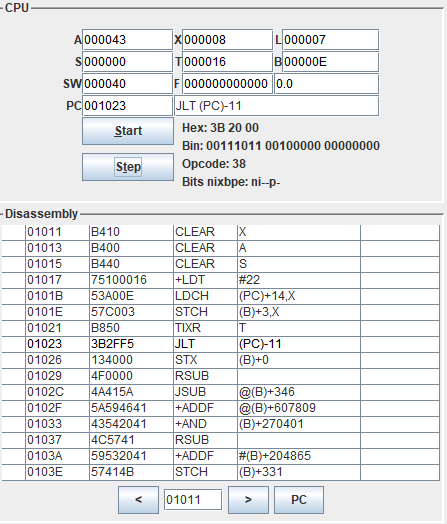 CPU
A 000043 X 000008 L 000007
S 000000 T 000016 B 00000E
SW 000040 F 000000000000 0.0
PC 001023 JLT (PC)-11
Start
Hex: 3B 20 00
Bin: 00111011 00100000 00000000
Step
Opcode: 38
Bits nixbpe: ni--p-
Disassembly
01011 B410 CLEAR X
01013 B400 CLEAR A
01015 B440 CLEAR S
01017 75100016 +LDT #22
0101B 53A00E LDCH (PC)+14,X
0101E 57C003 STCH (B)+3,X
01021 B850 TIXR T
01023 3B2FF5 JLT (PC)-11
01026 134000 STX (B)+0
01029 4F0000 RSUB
0102C 4A415A JSUB @(B)+346
0102F 5A594641 +ADDF @(B)+607809
01033 43542041 +AND (B)+270401
01037 4C5741 RSUB
0103A 59532041 +ADDF #(B)+204865
0103E 57414B STCH (B)+331
< 01011 > PC